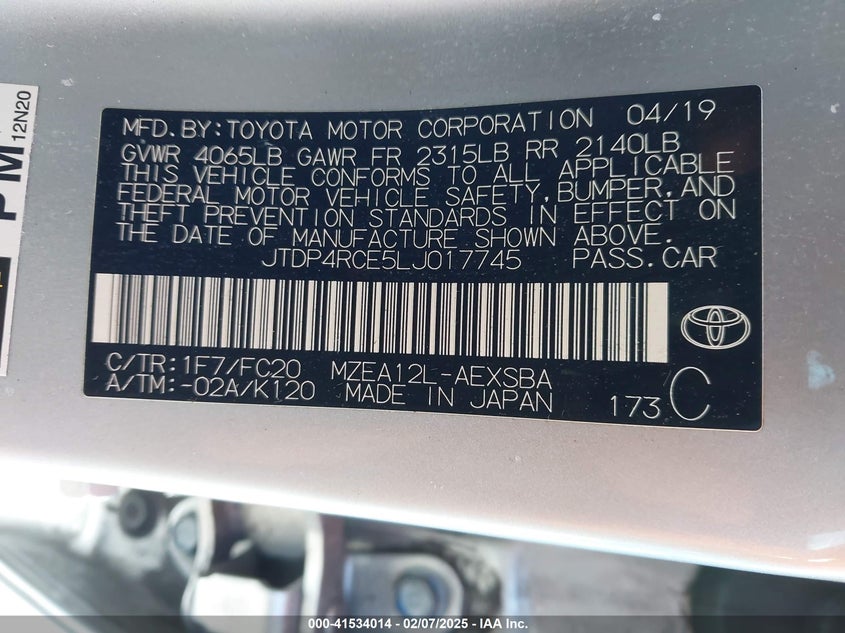 PM
12N20
MFD.BY:TOYOTA MOTOR CORPORATION 04/19
GVWR 4065LB GAWR FR 2315LB RR 2140LB
THIS VEHICLE CONFORMS TO ALL APPLICABLE
FEDERAL MOTOR VEHICLE SAFETY,BUMPER,AND
THEFT PREVENTION STANDARDS IN EFFECT ON
THE DATE OF MANUFACTURE SHOWN ABOVE.
JTDP4RCE5LJ017745 PASS.CAR
C/TR:1F7/FC20 MZEA12L-AEXSBA
A/TM:-02A/K120 MADE IN JAPAN 173 C
000-41534014 - 02/07/2025 - IAA Inc.